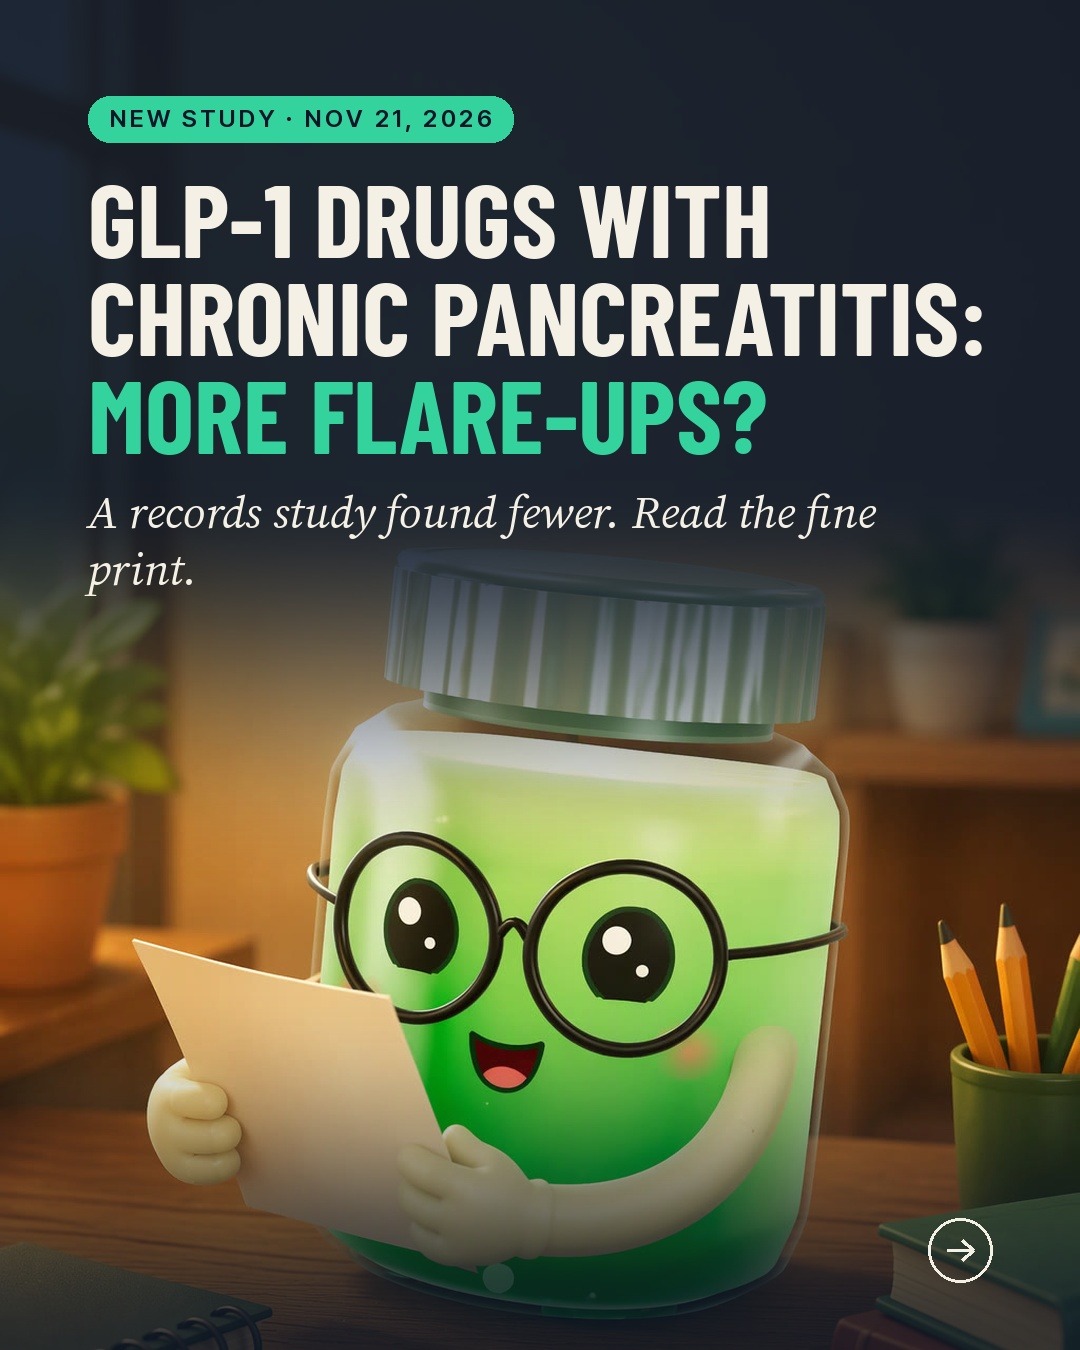 NEW STUDY · NOV 21, 2026
GLP-1 DRUGS WITH
CHRONIC PANCREATITIS:
MORE FLARE-UPS?
A records study found fewer. Read the fine
print.